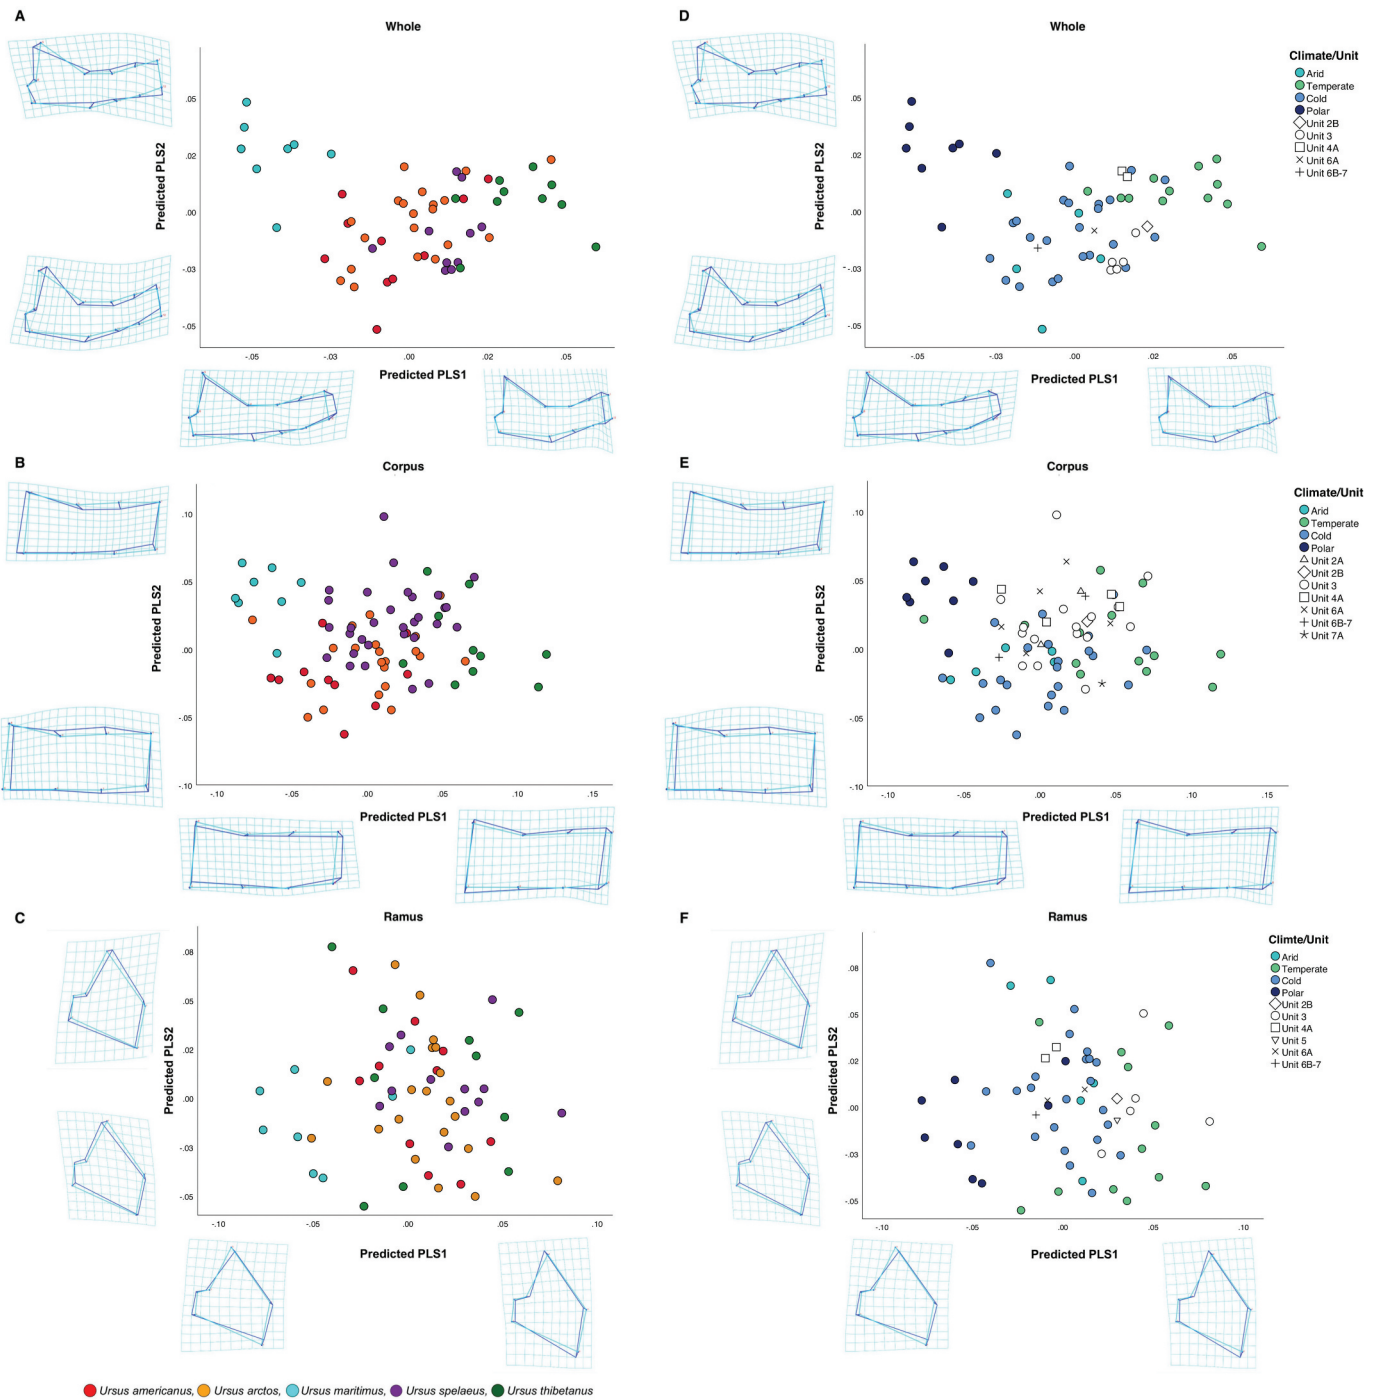 A
Whole
Predicted PLS2
.05
.02
.00
-.03
-.05
-.05
-.03
.00
.02
.05
Predicted PLS1
D
Whole
Predicted PLS2
.05
.02
.00
-.03
-.05
-.05
-.03
.00
.02
.05
Predicted PLS1
Climate/Unit
Arid
Temperate
Cold
Polar
Unit 2B
Unit 3
Unit 4A
Unit 6A
Unit 6B-7
B
Corpus
Predicted PLS2
.10
.05
.00
-.05
-.10
-.10
-.05
.00
.05
.10
.15
Predicted PLS1
E
Corpus
Predicted PLS2
.10
.05
.00
-.05
-.10
-.10
-.05
.00
.05
.10
.15
Predicted PLS1
Climate/Unit
Arid
Temperate
Cold
Polar
Unit 2A
Unit 2B
Unit 3
Unit 4A
Unit 6A
Unit 6B-7
Unit 7A
C
Ramus
Predicted PLS2
.08
.05
.02
.00
-.03
-.05
-.10
-.05
.00
.05
.10
Predicted PLS1
F
Ramus
Predicted PLS2
.08
.05
.02
.00
-.03
-.05
-.10
-.05
.00
.05
.10
Predicted PLS1
Climte/Unit
Arid
Temperate
Cold
Polar
Unit 2B
Unit 3
Unit 4A
Unit 5
Unit 6A
Unit 6B-7
Ursus americanus, Ursus arctos, Ursus maritimus, Ursus spelaeus, Ursus thibetanus